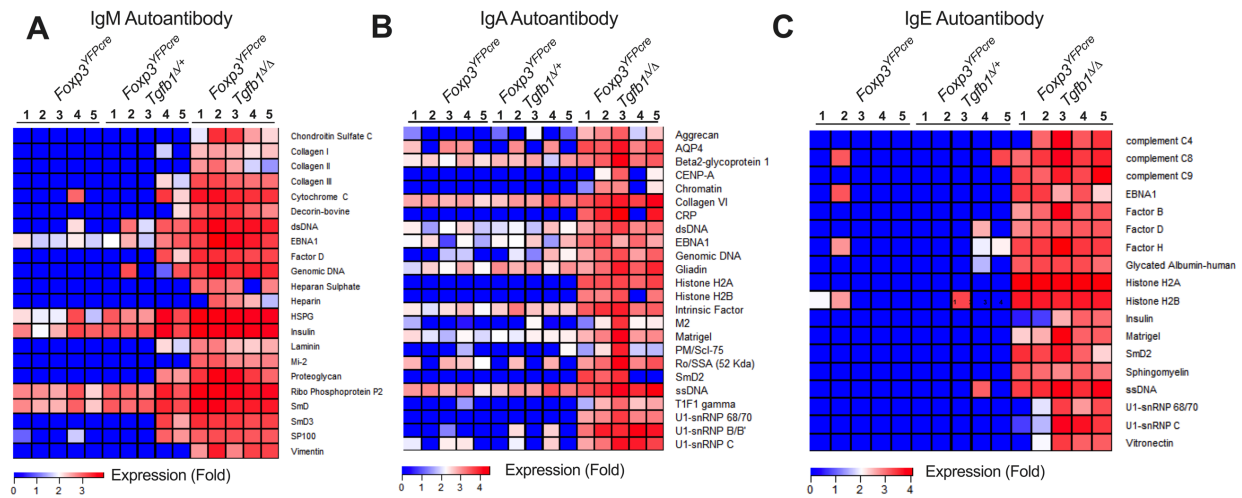 A
IgM Autoantibody
Foxp3YFPcre
Foxp3YFPcre
Tgfb1Δ/+
Foxp3YFPcre
Tgfb1Δ/Δ
1 2 3 4 5 1 2 3 4 5 1 2 3 4 5
Chondroitin Sulfate C
Collagen I
Collagen II
Collagen III
Cytochrome C
Decorin-bovine
dsDNA
EBNA1
Factor D
Genomic DNA
Heparan Sulphate
Heparin
HSPG
Insulin
Laminin
Mi-2
Proteoglycan
Ribo Phosphoprotein P2
SmD
SmD3
SP100
Vimentin
Expression (Fold)
0 1 2 3
B
IgA Autoantibody
Foxp3YFPcre
Foxp3YFPcre
Tgfb1Δ/+
Foxp3YFPcre
Tgfb1Δ/Δ
1 2 3 4 5 1 2 3 4 5 1 2 3 4 5
Aggrecan
AQP4
Beta2-glycoprotein 1
CENP-A
Chromatin
Collagen VI
CRP
dsDNA
EBNA1
Genomic DNA
Gliadin
Histone H2A
Histone H2B
Intrinsic Factor
M2
Matrigel
PM/Scl-75
Ro/SSA (52 Kda)
SmD2
ssDNA
T1F1 gamma
U1-snRNP 68/70
U1-snRNP B/B'
U1-snRNP C
Expression (Fold)
0 1 2 3 4
C
IgE Autoantibody
Foxp3YFPcre
Foxp3YFPcre
Tgfb1Δ/+
Foxp3YFPcre
Tgfb1Δ/Δ
1 2 3 4 5 1 2 3 4 5 1 2 3 4 5
complement C4
complement C8
complement C9
EBNA1
Factor B
Factor D
Factor H
Glycated Albumin-human
Histone H2A
Histone H2B
Insulin
Matrigel
SmD2
Sphingomyelin
ssDNA
U1-snRNP 68/70
U1-snRNP C
Vitronectin
Expression (Fold)
0 1 2 3 4